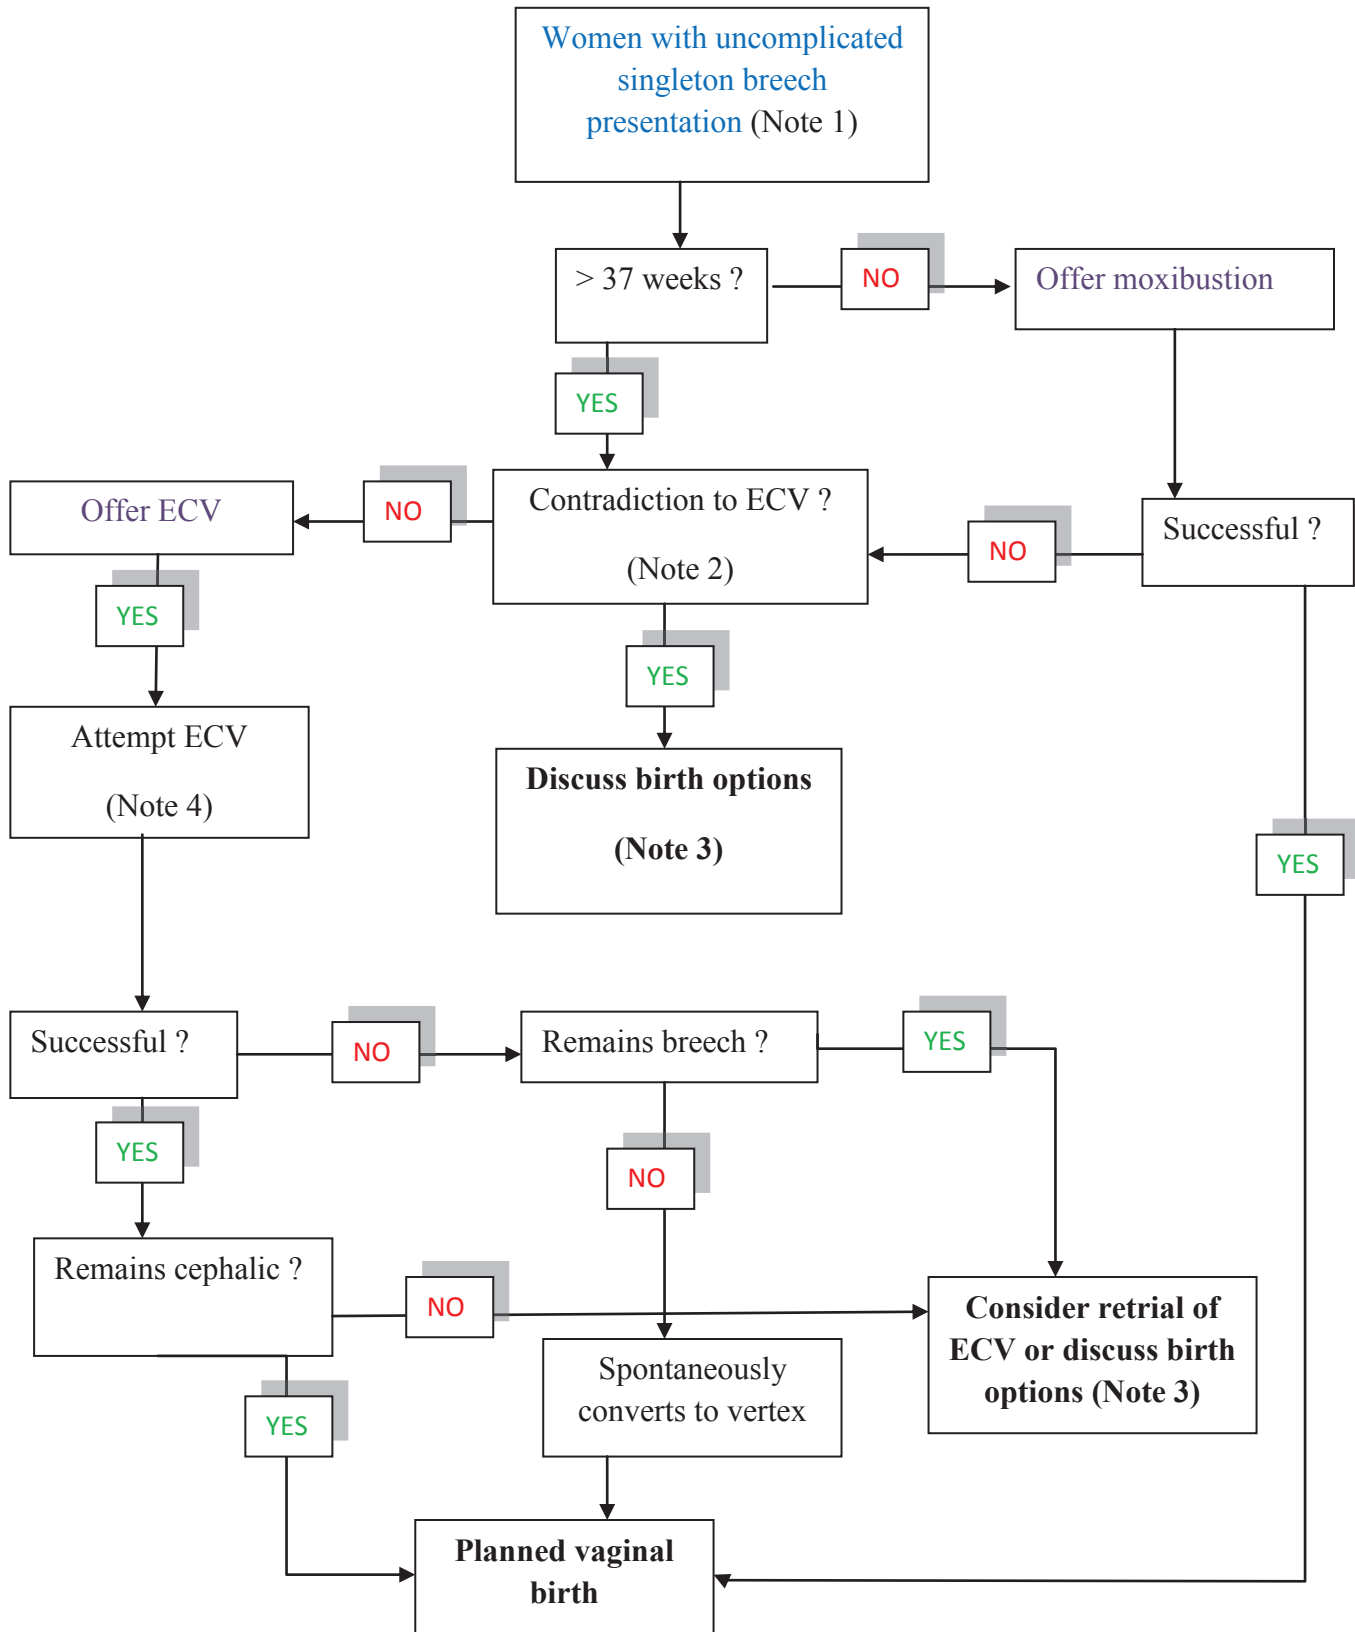 Women with uncomplicated
singleton breech
presentation (Note 1)
> 37 weeks ?
NO
Offer moxibustion
YES
Offer ECV
NO
Contradiction to ECV ?
(Note 2)
NO
Successful ?
YES
YES
Attempt ECV
(Note 4)
Discuss birth options
(Note 3)
YES
Successful ?
NO
Remains breech ?
YES
YES
NO
Remains cephalic ?
NO
Consider retrial of
ECV or discuss birth
options (Note 3)
Spontaneously
converts to vertex
YES
Planned vaginal
birth